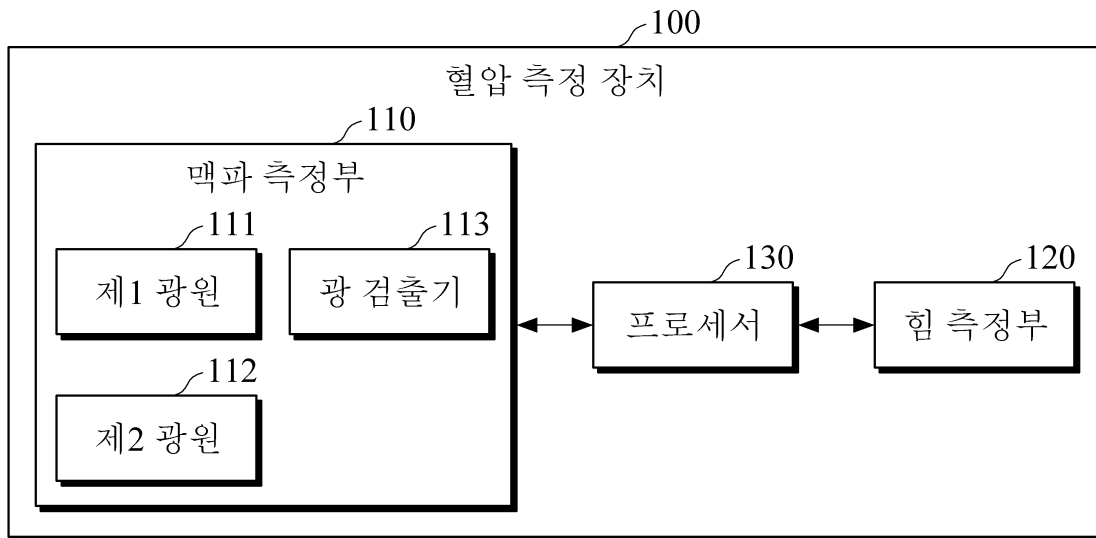 100
혈압 측정 장치
110
맥파 측정부
111
제1 광원
113
광 검출기
112
제2 광원
130
프로세서
120
힘 측정부